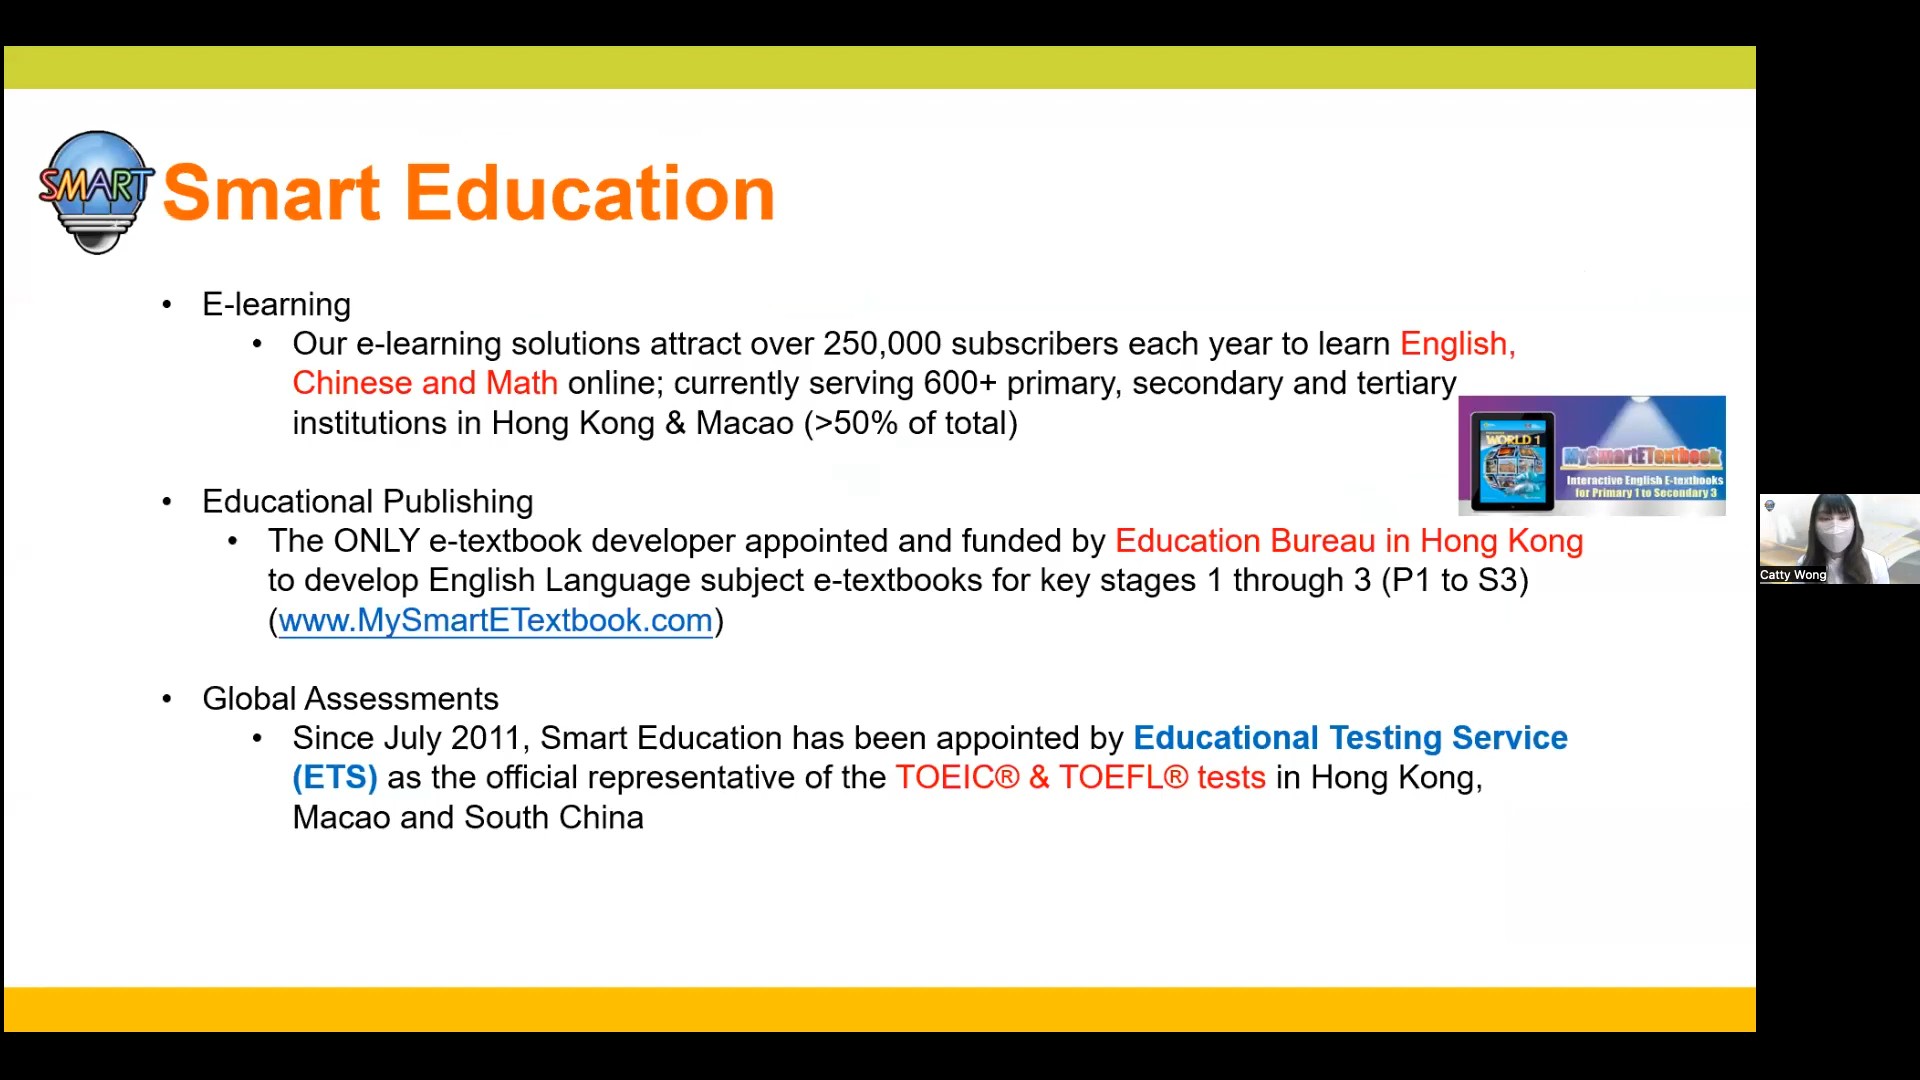 SMART
Smart Education
• E-learning
• Our e-learning solutions attract over 250,000 subscribers each year to learn English,
Chinese and Math online; currently serving 600+ primary, secondary and tertiary
institutions in Hong Kong & Macao (>50% of total)
WORLD 1
MySmartETextbook
Interactive English E-textbooks
for Primary 1 to Secondary 3
• Educational Publishing
• The ONLY e-textbook developer appointed and funded by Education Bureau in Hong Kong
to develop English Language subject e-textbooks for key stages 1 through 3 (P1 to S3)
(www.MySmartETextbook.com)
Catty Wong
• Global Assessments
• Since July 2011, Smart Education has been appointed by Educational Testing Service
(ETS) as the official representative of the TOEIC® & TOEFL® tests in Hong Kong,
Macao and South China